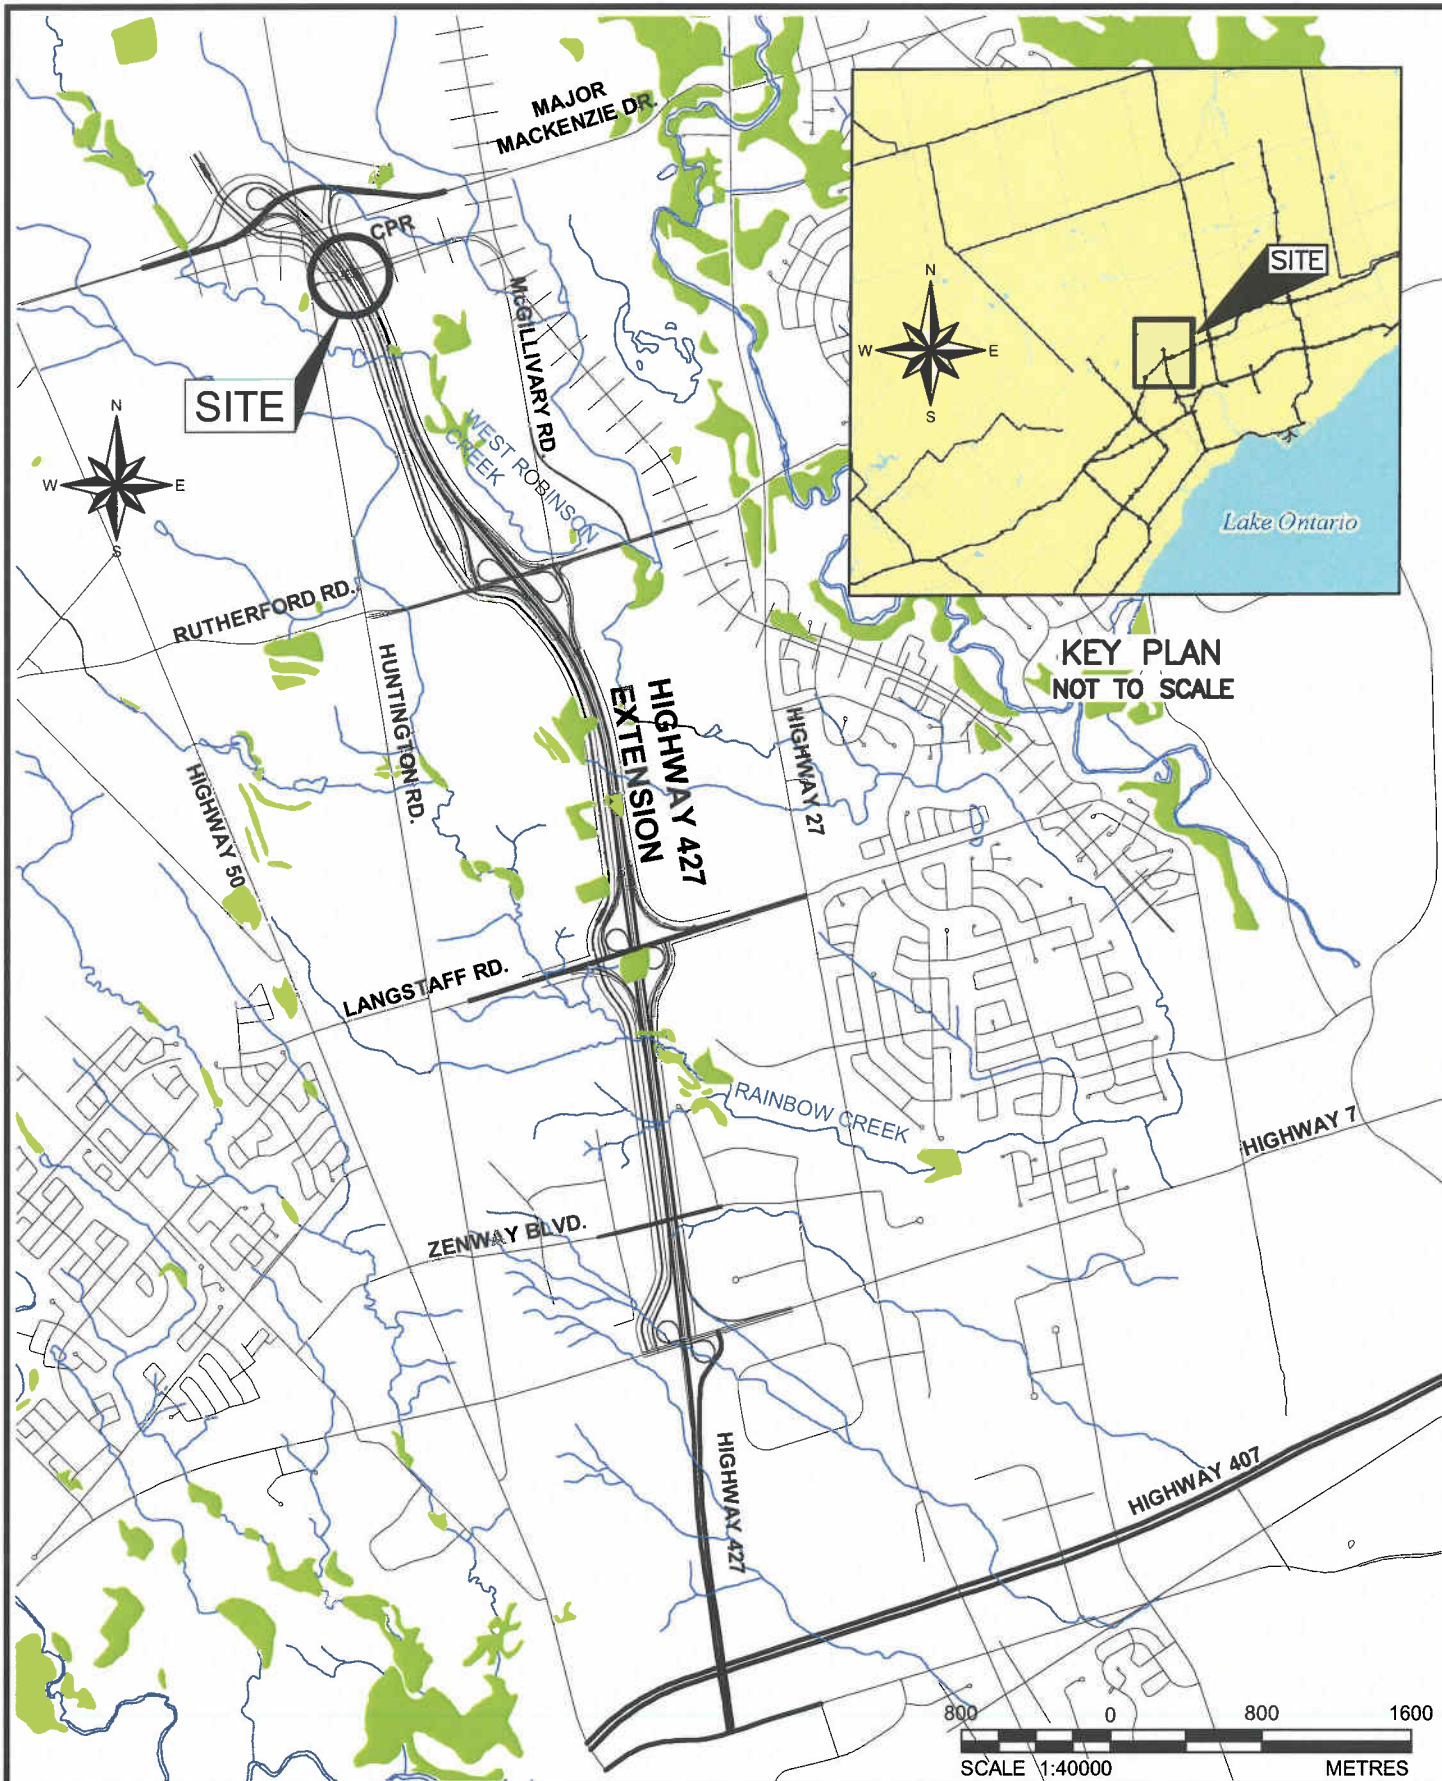 MAJOR
MACKENZIE DR.
CPR
McGILLIVARY RD.
SITE
N
W
E
S
WEST ROBINSON
CREEK
RUTHERFORD RD.
HUNTINGTON RD.
HIGHWAY 50
HIGHWAY 427
EXTENSION
HIGHWAY 27
LANGSTAFF RD.
RAINBOW CREEK
HIGHWAY 7
ZENWAY BLVD.
HIGHWAY 427
HIGHWAY 407
SITE
N
W
E
S
Lake Ontario
KEY PLAN
NOT TO SCALE
800
0
800
1600
SCALE 1:40000
METRES